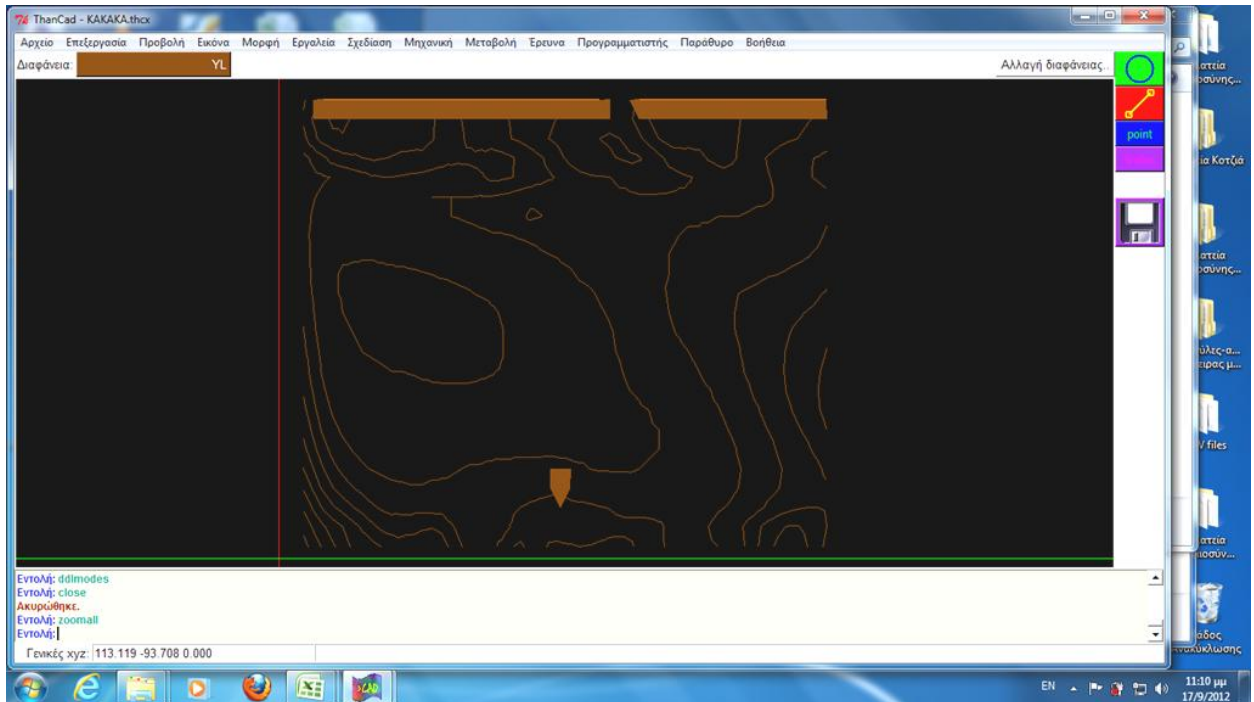 ThanCad - KAKAKA.thcx
Αρχείο Επεξεργασία Προβολή Εικόνα Μορφή Εργαλεία Σχεδίαση Μηχανική Μεταβολή Έρευνα Προγραμματιστής Παράθυρο Βοήθεια
Διαφάνεια: YL Αλλαγή διαφάνειας..
point
Εντολή: ddlmodes
Εντολή: close
Ακυρώθηκε.
Εντολή: zoomall
Εντολή:
Γενικές xyz: 113.119 -93.708 0.000
Κοτζιά
files
EN
11:10 μμ
17/9/2012